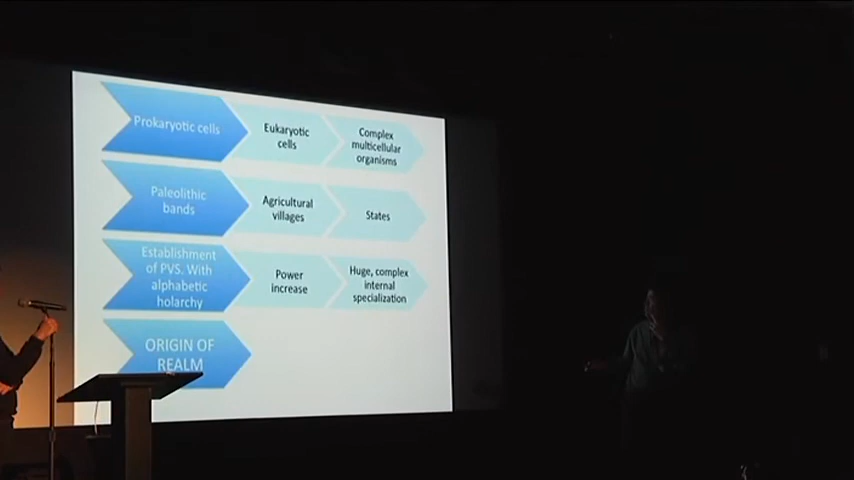 Prokaryotic cells
Eukaryotic
cells
Complex
multicellular
organisms
Paleolithic
bands
Agricultural
villages
States
Establishment
of PVS. With
alphabetic
holarchy
Power
increase
Huge, complex
internal
specialization
ORIGIN OF
REALM